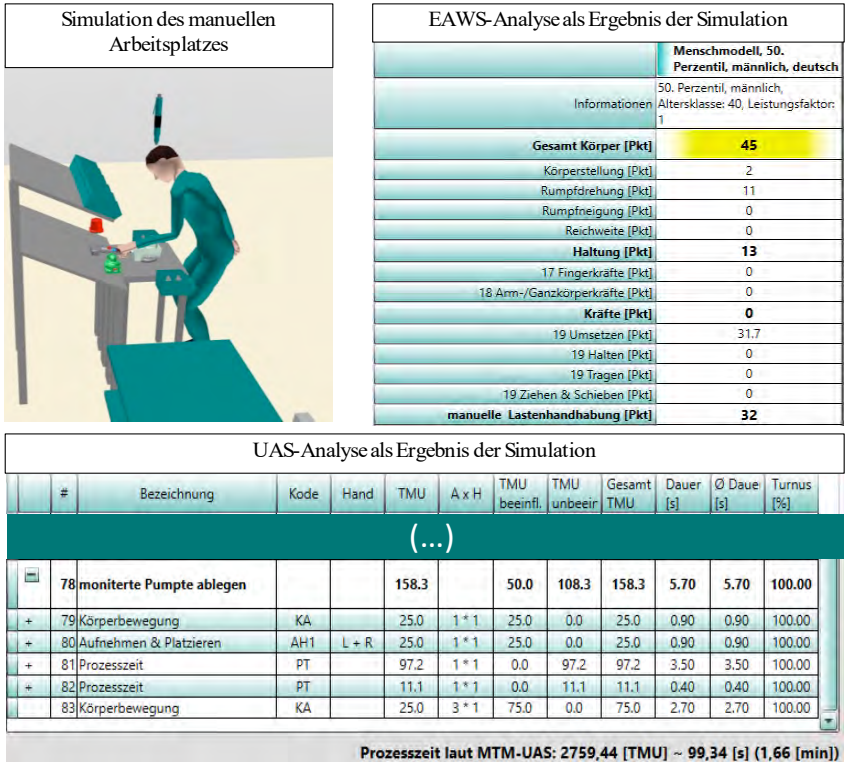 Simulation des manuellen
Arbeitsplatzes
EAWS-Analyse als Ergebnis der Simulation
Menschmodell, 50.
Perzentil, männlich, deutsch
Informationen
50. Perzentil, männlich,
Altersklasse: 40, Leistungsfaktor:
1
Gesamt Körper [Pkt] 45
Körperstellung [Pkt] 2
Rumpfdrehung [Pkt] 11
Rumpfneigung [Pkt] 0
Reichweite [Pkt] 0
Haltung [Pkt] 13
17 Fingerkräfte [Pkt] 0
18 Arm-/Ganzkörperkräfte [Pkt] 0
Kräfte [Pkt] 0
19 Umsetzen [Pkt] 31.7
19 Halten [Pkt] 0
19 Tragen [Pkt] 0
19 Ziehen & Schieben [Pkt] 0
manuelle Lastenhandhabung [Pkt] 32
UAS-Analyse als Ergebnis der Simulation
# Bezeichnung Kode Hand TMU A x H TMU beeinfl. TMU unbeeir Gesamt TMU Dauer [s] Ø Daue [s] Turnus [%]
(...)
78 moniterte Pumpte ablegen 158.3 50.0 108.3 158.3 5.70 5.70 100.00
+ 79 Körperbewegung KA 25.0 1 * 1 25.0 0.0 25.0 0.90 0.90 100.00
+ 80 Aufnehmen & Platzieren AH1 L + R 25.0 1 * 1 25.0 0.0 25.0 0.90 0.90 100.00
+ 81 Prozesszeit PT 97.2 1 * 1 0.0 97.2 97.2 3.50 3.50 100.00
+ 82 Prozesszeit PT 11.1 1 * 1 0.0 11.1 11.1 0.40 0.40 100.00
83 Körperbewegung KA 25.0 3 * 1 75.0 0.0 75.0 2.70 2.70 100.00
Prozesszeit laut MTM-UAS: 2759,44 [TMU] ~ 99,34 [s] (1,66 [min])